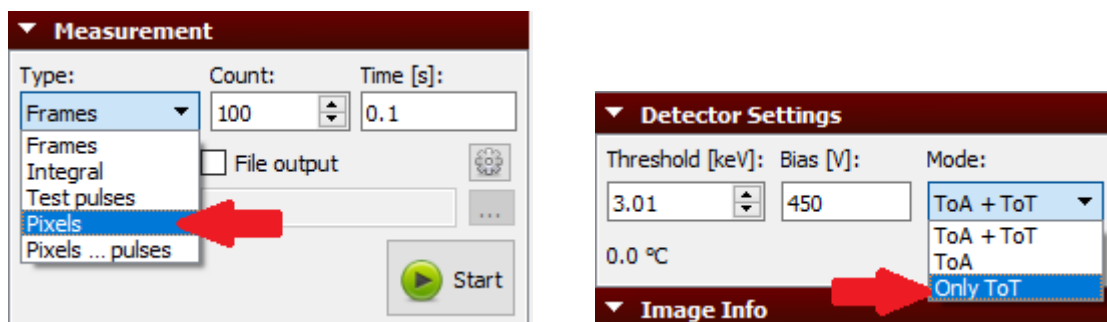 Measurement
Type: Count: Time [s]:
Frames 100 0.1
Frames
Integral
Test pulses
Pixels
Pixels ... pulses
File output
...
Start
Detector Settings
Threshold [keV]: Bias [V]: Mode:
3.01 450 ToA + ToT
0.0 ºC
ToA + ToT
ToA
Only ToT
Image Info